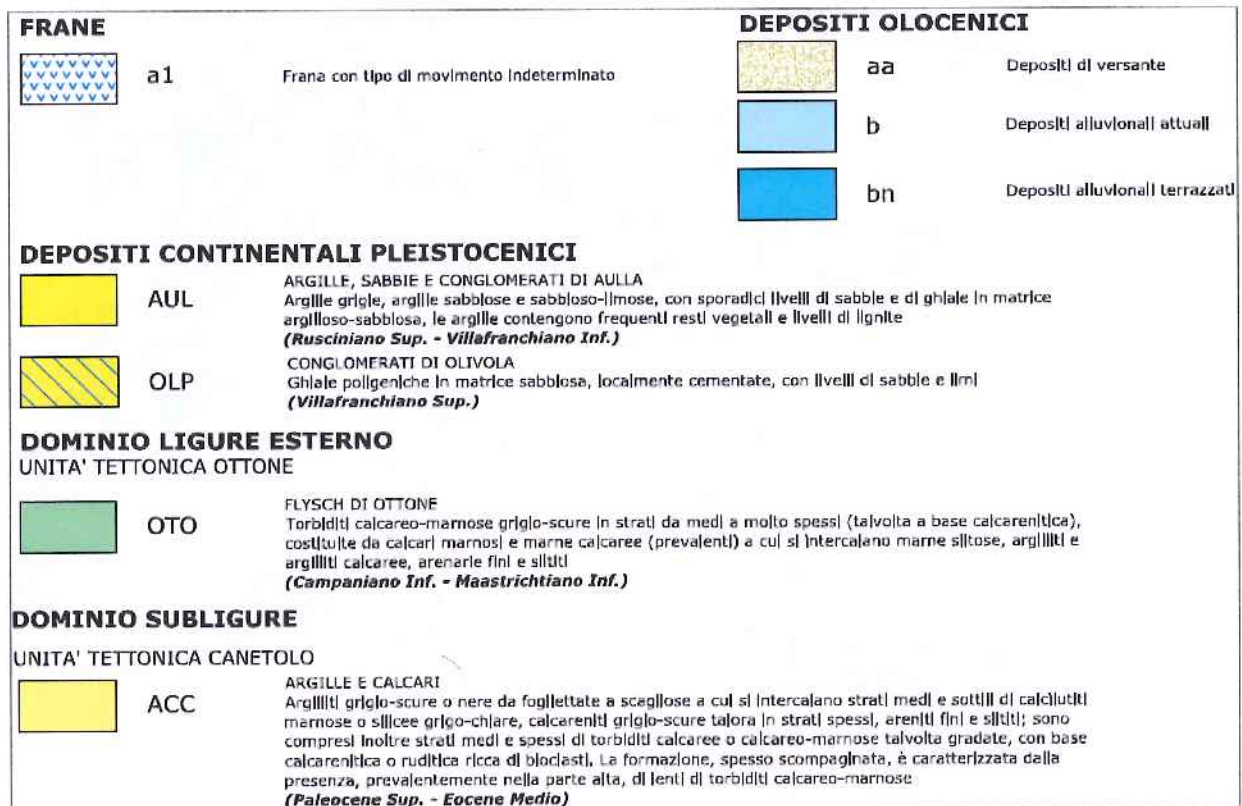 FRANE
a1
Frana con tipo di movimento indeterminato
DEPOSITI OLOCENICI
aa
Depositi di versante
b
Depositi alluvionali attuali
bn
Depositi alluvionali terrazzati
DEPOSITI CONTINENTALI PLEISTOCENICI
AUL
ARGILLE, SABBIE E CONGLOMERATI DI AULLA
Argille grigie, argille sabbiose e sabbioso-limose, con sporadici livelli di sabbie e di ghiaie in matrice
argilloso-sabbiosa, le argille contengono frequenti resti vegetali e livelli di lignite
(Rusciniano Sup. - Villafranchiano Inf.)
OLP
CONGLOMERATI DI OLIVOLA
Ghiaie poligeniche in matrice sabbiosa, localmente cementate, con livelli di sabbie e limi
(Villafranchiano Sup.)
DOMINIO LIGURE ESTERNO
UNITA' TETTONICA OTTONE
OTO
FLYSCH DI OTTONE
Torbiditi calcareo-marnose grigio-scure in strati da medi a molto spessi (talvolta a base calcarenitica),
costituite da calcari marnosi e marne calcaree (prevalenti) a cui si intercalano marne siltose, argilliti e
argilliti calcaree, arenarie fini e siltiti
(Campaniano Inf. - Maastrichtiano Inf.)
DOMINIO SUBLIGURE
UNITA' TETTONICA CANETOLO
ACC
ARGILLE E CALCARI
Argilliti grigio-scure o nere da fogliettate a scagliose a cui si intercalano strati medi e sottili di calcilutiti
marnose o silicee grigo-chiare, calcareniti grigio-scure talora in strati spessi, areniti fini e siltiti; sono
compresi inoltre strati medi e spessi di torbiditi calcaree o calcareo-marnose talvolta gradate, con base
calcarenitica o ruditica ricca di bioclasti. La formazione, spesso scompaginata, è caratterizzata dalla
presenza, prevalentemente nella parte alta, di lenti di torbiditi calcareo-marnose
(Paleocene Sup. - Eocene Medio)